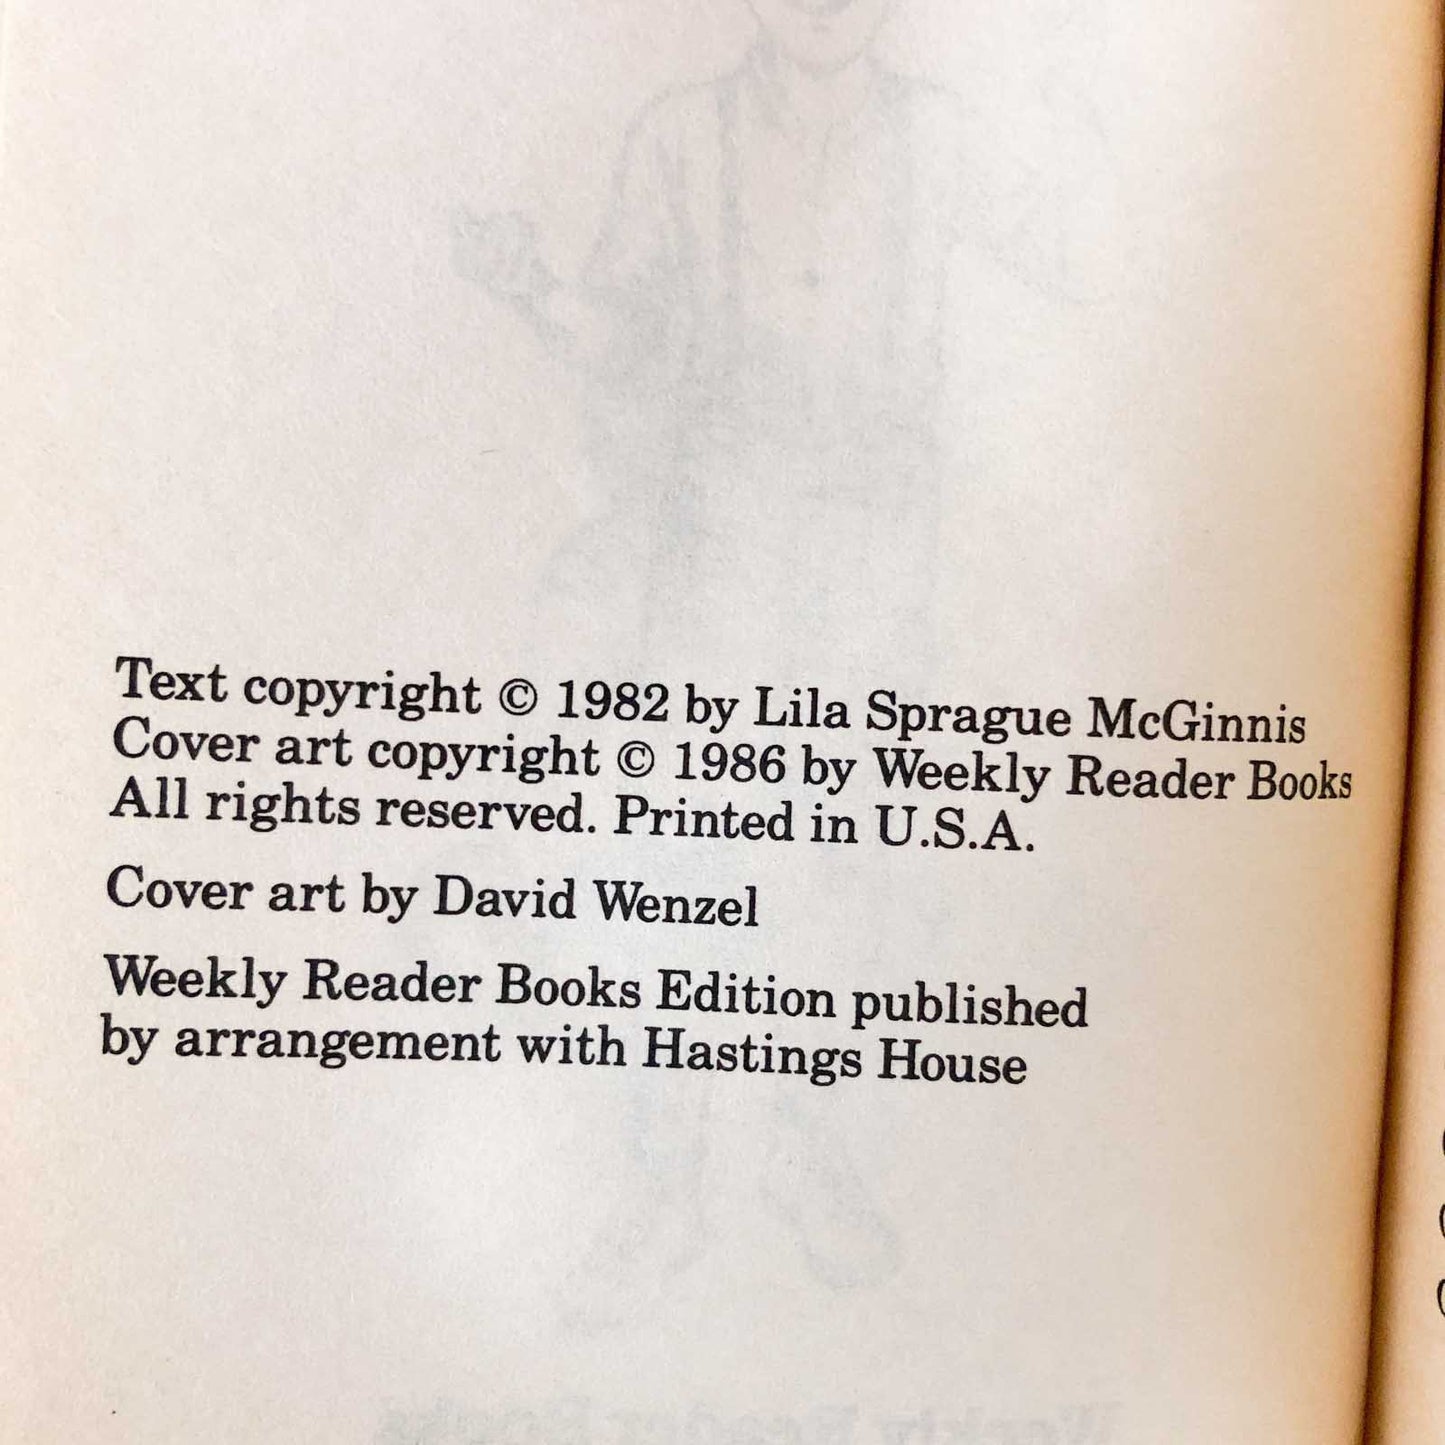 Text copyright © 1982 by Lila Sprague McGinnis
Cover art copyright © 1986 by Weekly Reader Books
All rights reserved. Printed in U.S.A.
Cover art by David Wenzel
Weekly Reader Books Edition published
by arrangement with Hastings House